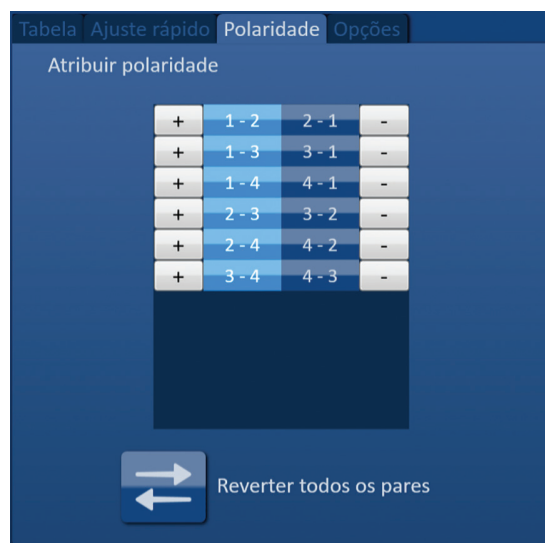 Tabela Ajuste rápido Polaridade Opções
Atribuir polaridade
+ 1 - 2 2 - 1 -
+ 1 - 3 3 - 1 -
+ 1 - 4 4 - 1 -
+ 2 - 3 3 - 2 -
+ 2 - 4 4 - 2 -
+ 3 - 4 4 - 3 -
Reverter todos os pares